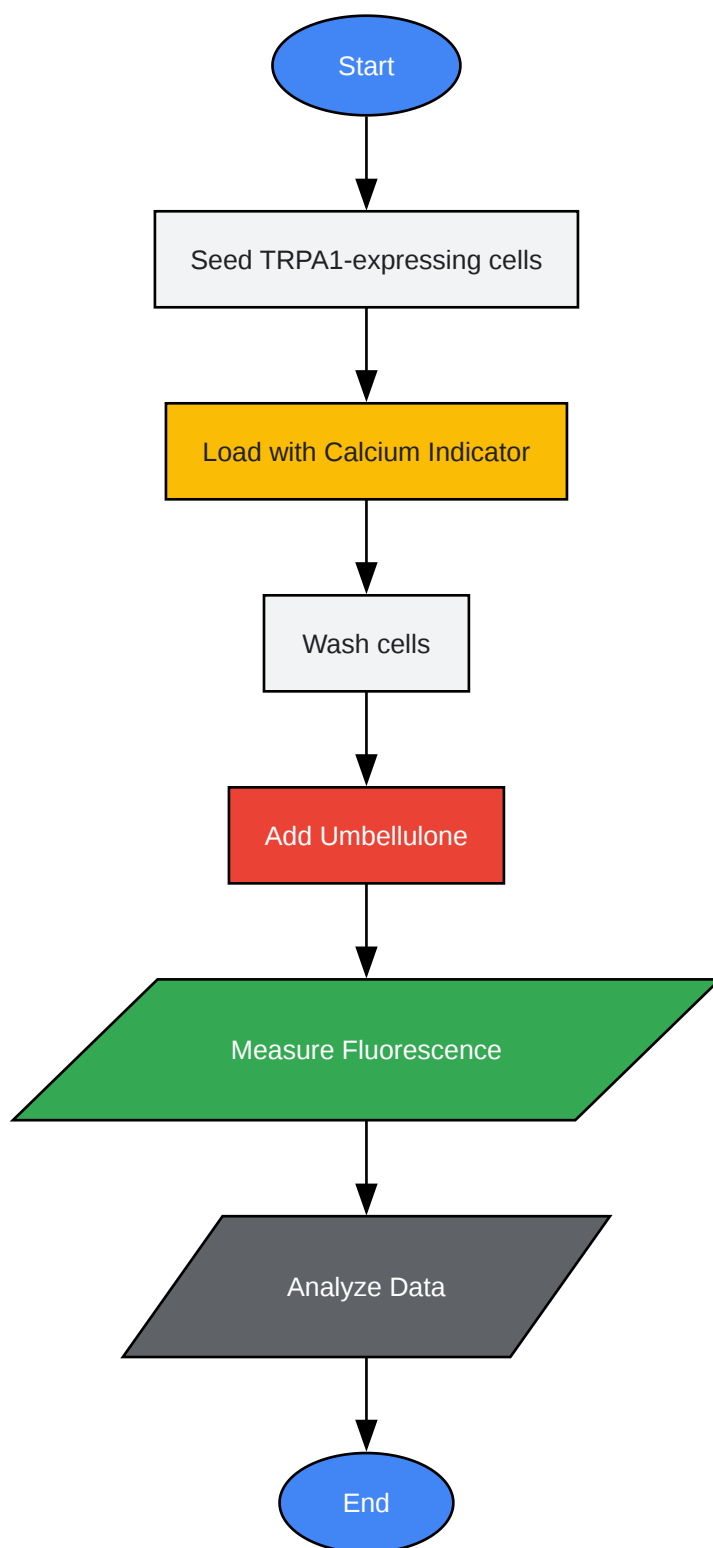 Start
Seed TRPA1-expressing cells
Load with Calcium Indicator
Wash cells
Add Umbellulone
Measure Fluorescence
Analyze Data
End